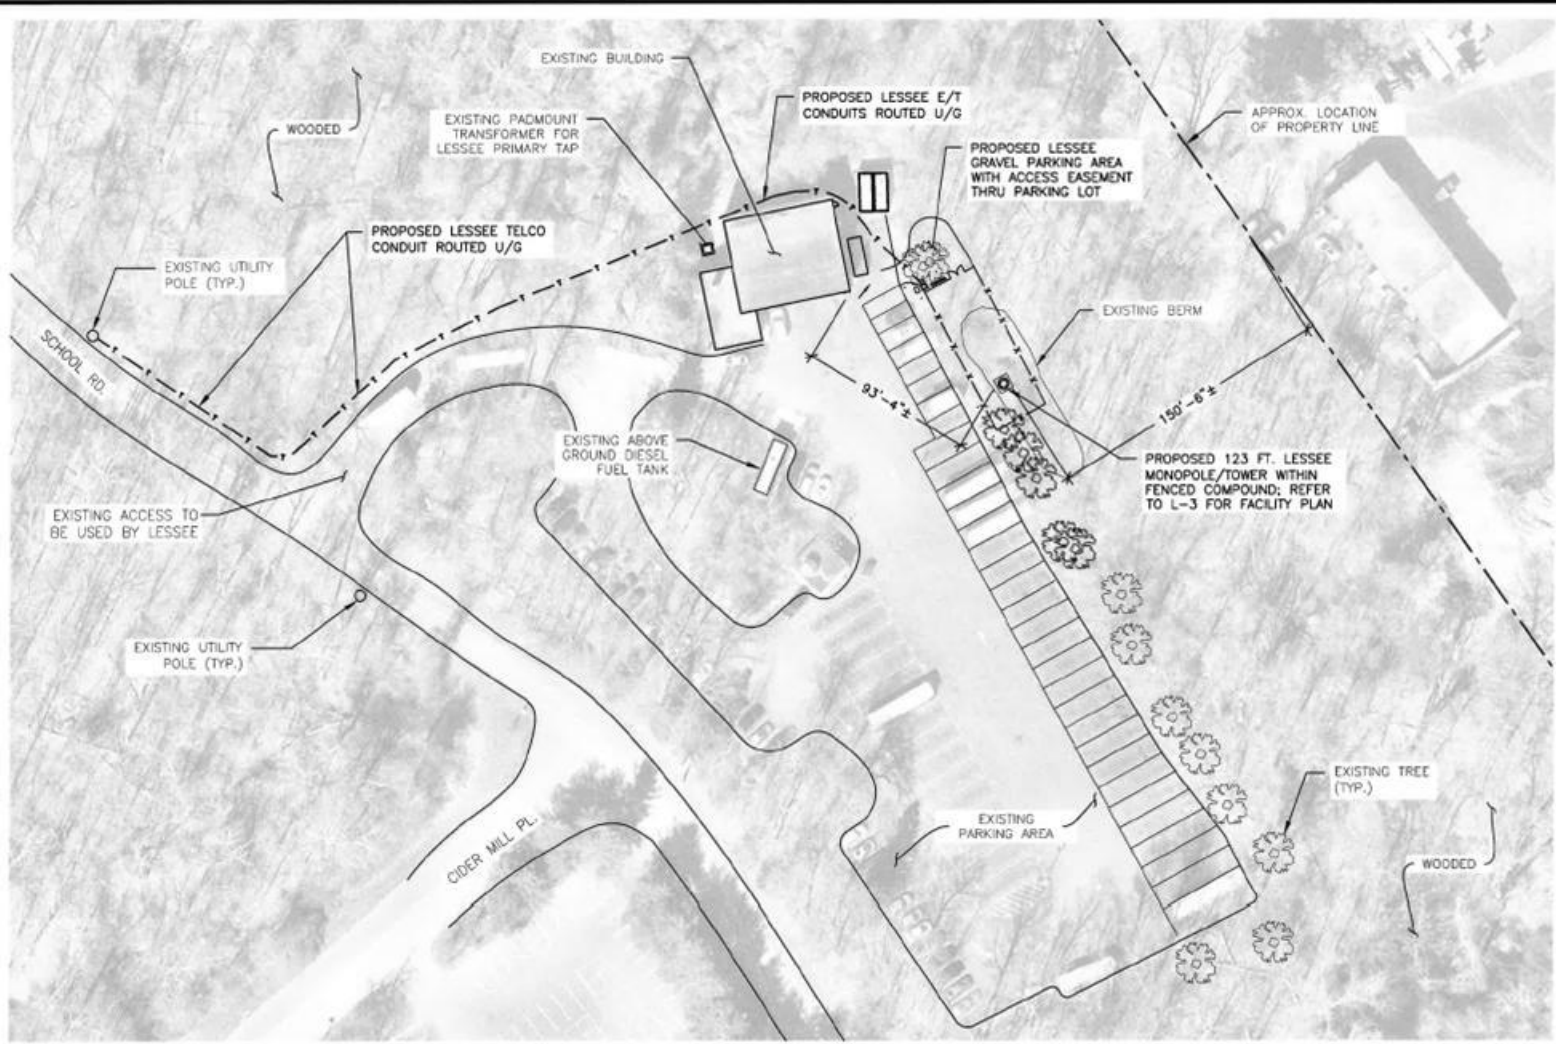 EXISTING BUILDING
PROPOSED LESSEE E/T
CONDUITS ROUTED U/G
WOODED
EXISTING PADMOUNT
TRANSFORMER FOR
LESSEE PRIMARY TAP
APPROX. LOCATION
OF PROPERTY LINE
PROPOSED LESSEE
GRAVEL PARKING AREA
WITH ACCESS EASEMENT
THRU PARKING LOT
PROPOSED LESSEE TELCO
CONDUIT ROUTED U/G
EXISTING UTILITY
POLE (TYP.)
EXISTING BERM
SCHOOL RD.
93'-4"±
150'-6"±
EXISTING ABOVE
GROUND DIESEL
FUEL TANK
PROPOSED 123 FT. LESSEE
MONOPOLE/TOWER WITHIN
FENCED COMPOUND; REFER
TO L-3 FOR FACILITY PLAN
EXISTING ACCESS TO
BE USED BY LESSEE
EXISTING UTILITY
POLE (TYP.)
EXISTING TREE
(TYP.)
EXISTING
PARKING AREA
CIDER MILL PL.
WOODED